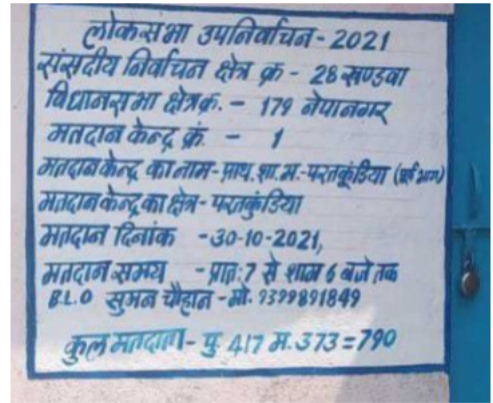 लोकसभा उपनिर्वाचन - 2021
संसदीय निर्वाचन क्षेत्र क्रं - 28 खण्डवा
विधानसभा क्षेत्र क्रं. - 179 नेपानगर
मतदान केन्द्र क्रं. - 1
मतदान केन्द्र का नाम - प्राथ. शा. भ. - परतकूंडिया (पूर्व भाग)
मतदान केन्द्र का क्षेत्र - परतकुंडिया
मतदान दिनांक - 30-10-2021,
मतदान समय - प्रात: 7 से शाम 6 बजे तक
B.L.O सुमन चौहान - मो. 9399891849
कुल मतदाता - पु. 417 म. 373 = 790